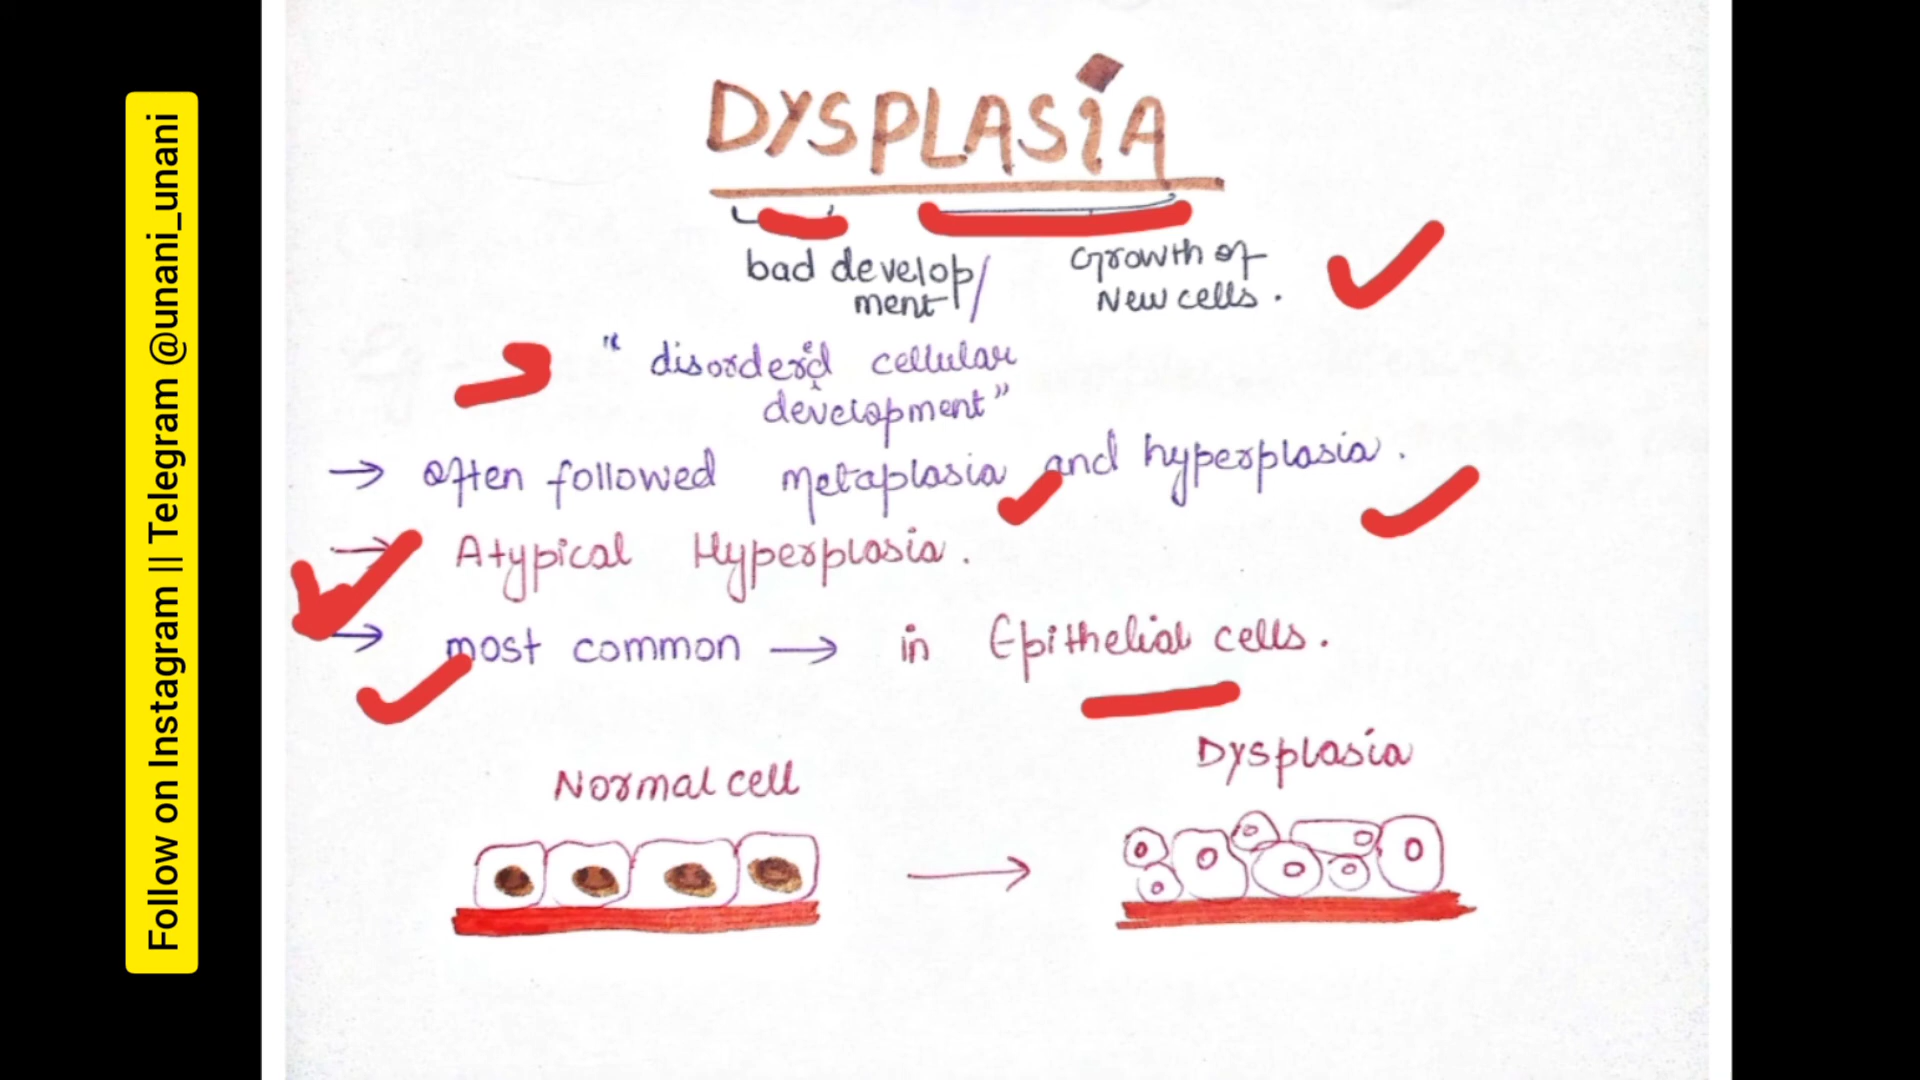 Follow on Instagram || Telegram @unani_unani
DYSPLASiA
bad develop/
ment
Growth of
New cells.
"disordered cellular
development"
→ often followed metaplasia and hyperplasia.
→ Atypical Hyperplasia.
→ most common → in Epithelial cells.
Normal cell
Dysplasia